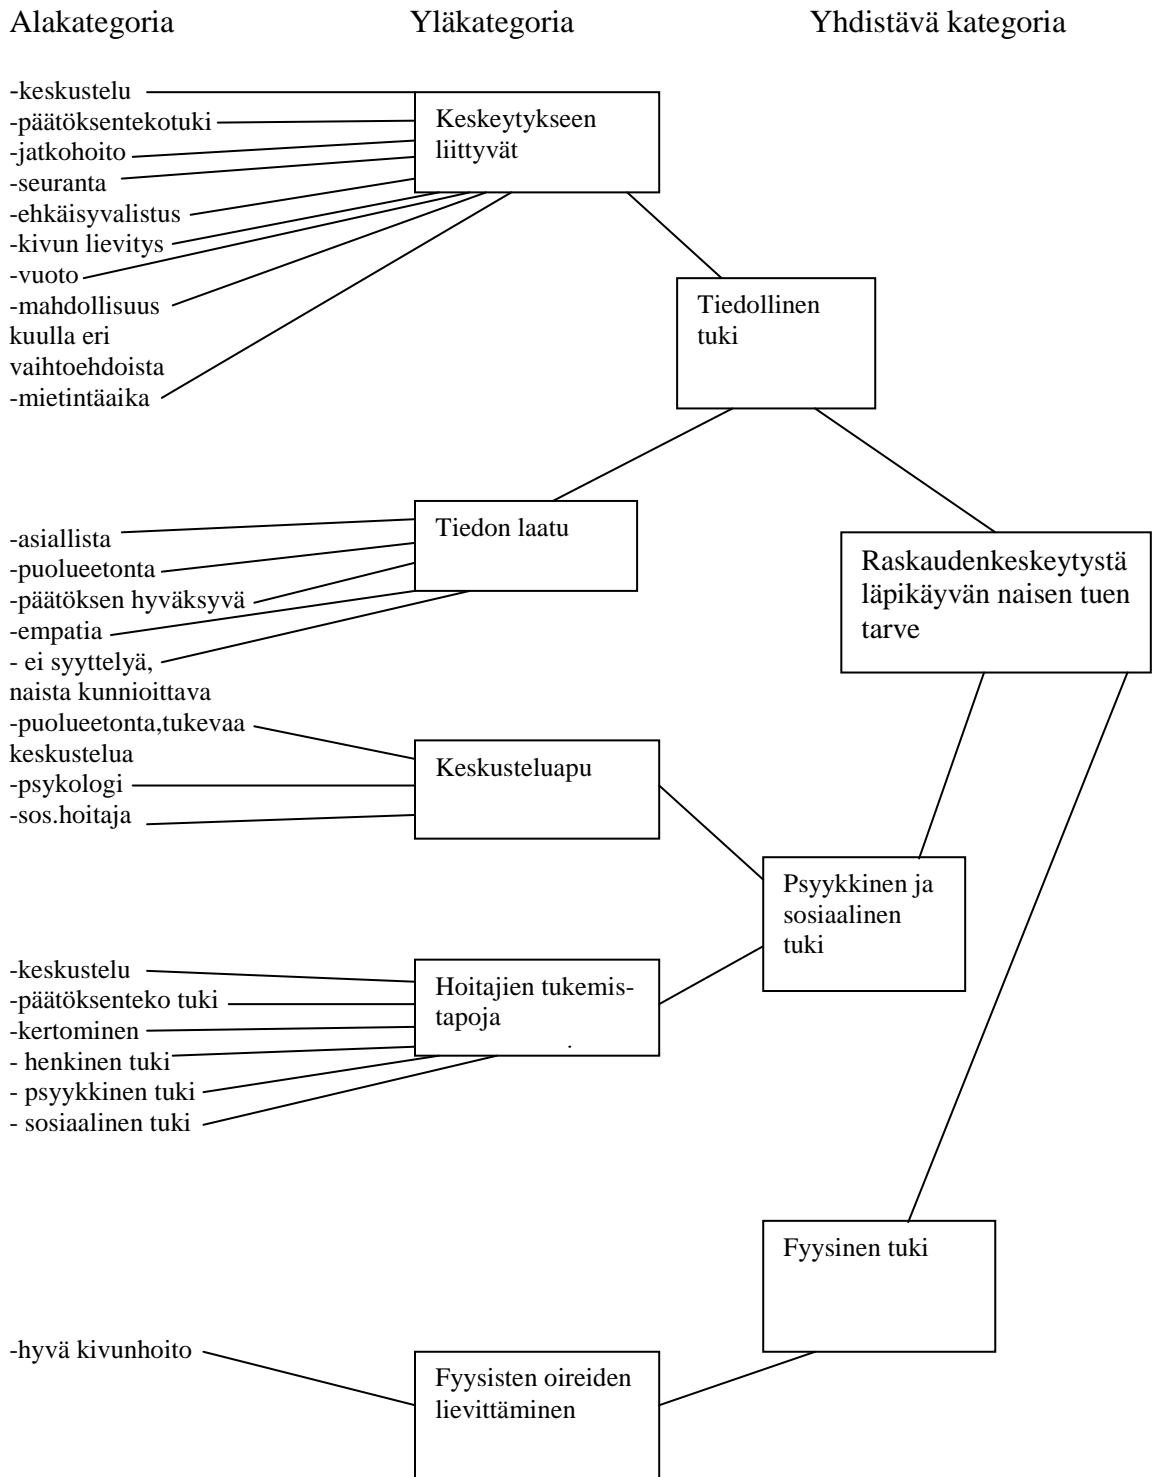 Alakategoria
Yläkategoria
Yhdistävä kategoria
-keskustelu
-päätöksentekotuki
-jatkohoito
-seuranta
-ehkäisyvalistus
-kivun lievitys
-vuoto
-mahdollisuus
kuulla eri
vaihtoehdoista
-mietintäaika
Keskeytykseen
liittyvät
Tiedollinen
tuki
-asiallista
-puolueetonta
-päätöksen hyväksyvä
-empatia
- ei syyttelyä,
naista kunnioittava
Tiedon laatu
Raskaudenkeskeytystä
läpikäyvän naisen tuen
tarve
-puolueetonta,tukevaa
keskustelua
-psykologi
-sos.hoitaja
Keskusteluapu
Psyykkinen ja
sosiaalinen
tuki
-keskustelu
-päätöksenteko tuki
-kertominen
- henkinen tuki
- psyykkinen tuki
- sosiaalinen tuki
Hoitajien tukemis-
tapoja
.
Fyysinen tuki
-hyvä kivunhoito
Fyysisten oireiden
lievittäminen